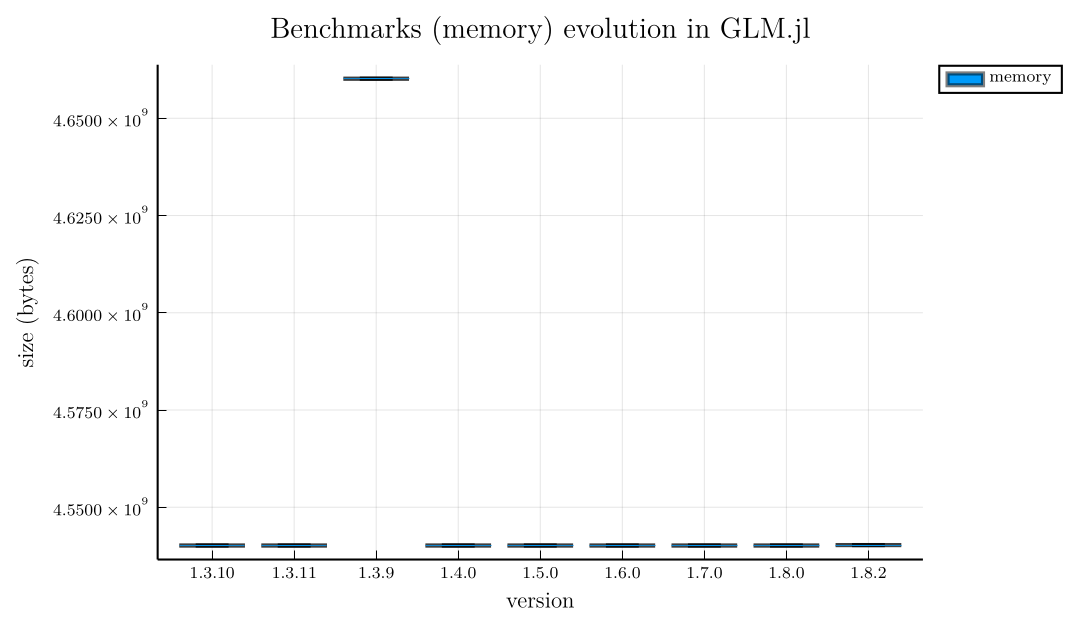 Benchmarks (memory) evolution in GLM.jl
memory
4.6500 × 10⁹
4.6250 × 10⁹
4.6000 × 10⁹
4.5750 × 10⁹
4.5500 × 10⁹
size (bytes)
1.3.10 1.3.11 1.3.9 1.4.0 1.5.0 1.6.0 1.7.0 1.8.0 1.8.2
version